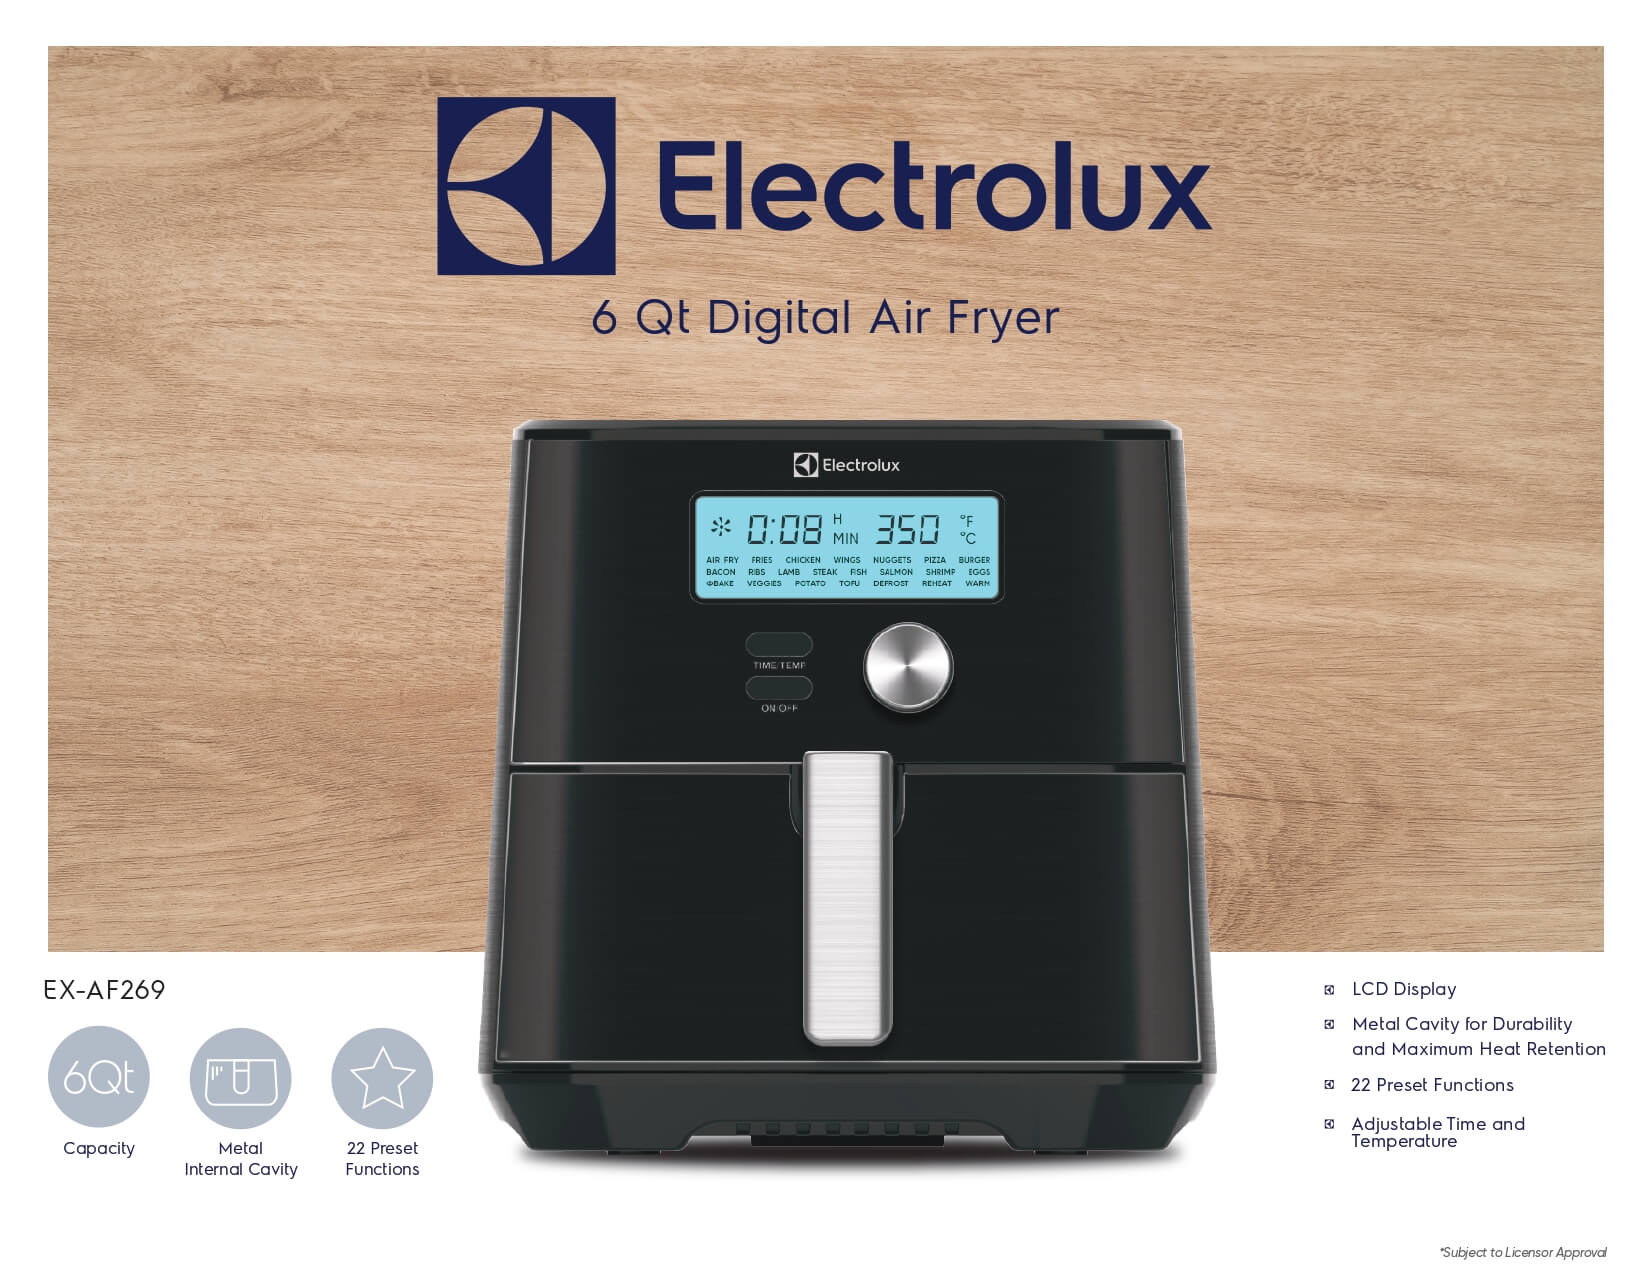 Electrolux
6 Qt Digital Air Fryer
Electrolux
0:08 H MIN 350 °F °C
AIR FRY FRIES CHICKEN WINGS NUGGETS PIZZA BURGER
BACON RIBS LAMB STEAK FISH SALMON SHRIMP EGGS
BAKE VEGGIES POTATO TOFU DEFROST REHEAT WARM
TIME/TEMP
ON/OFF
EX-AF269
6Qt
Capacity
Metal
Internal Cavity
22 Preset
Functions
LCD Display
Metal Cavity for Durability
and Maximum Heat Retention
22 Preset Functions
Adjustable Time and
Temperature
*Subject to Licensor Approval